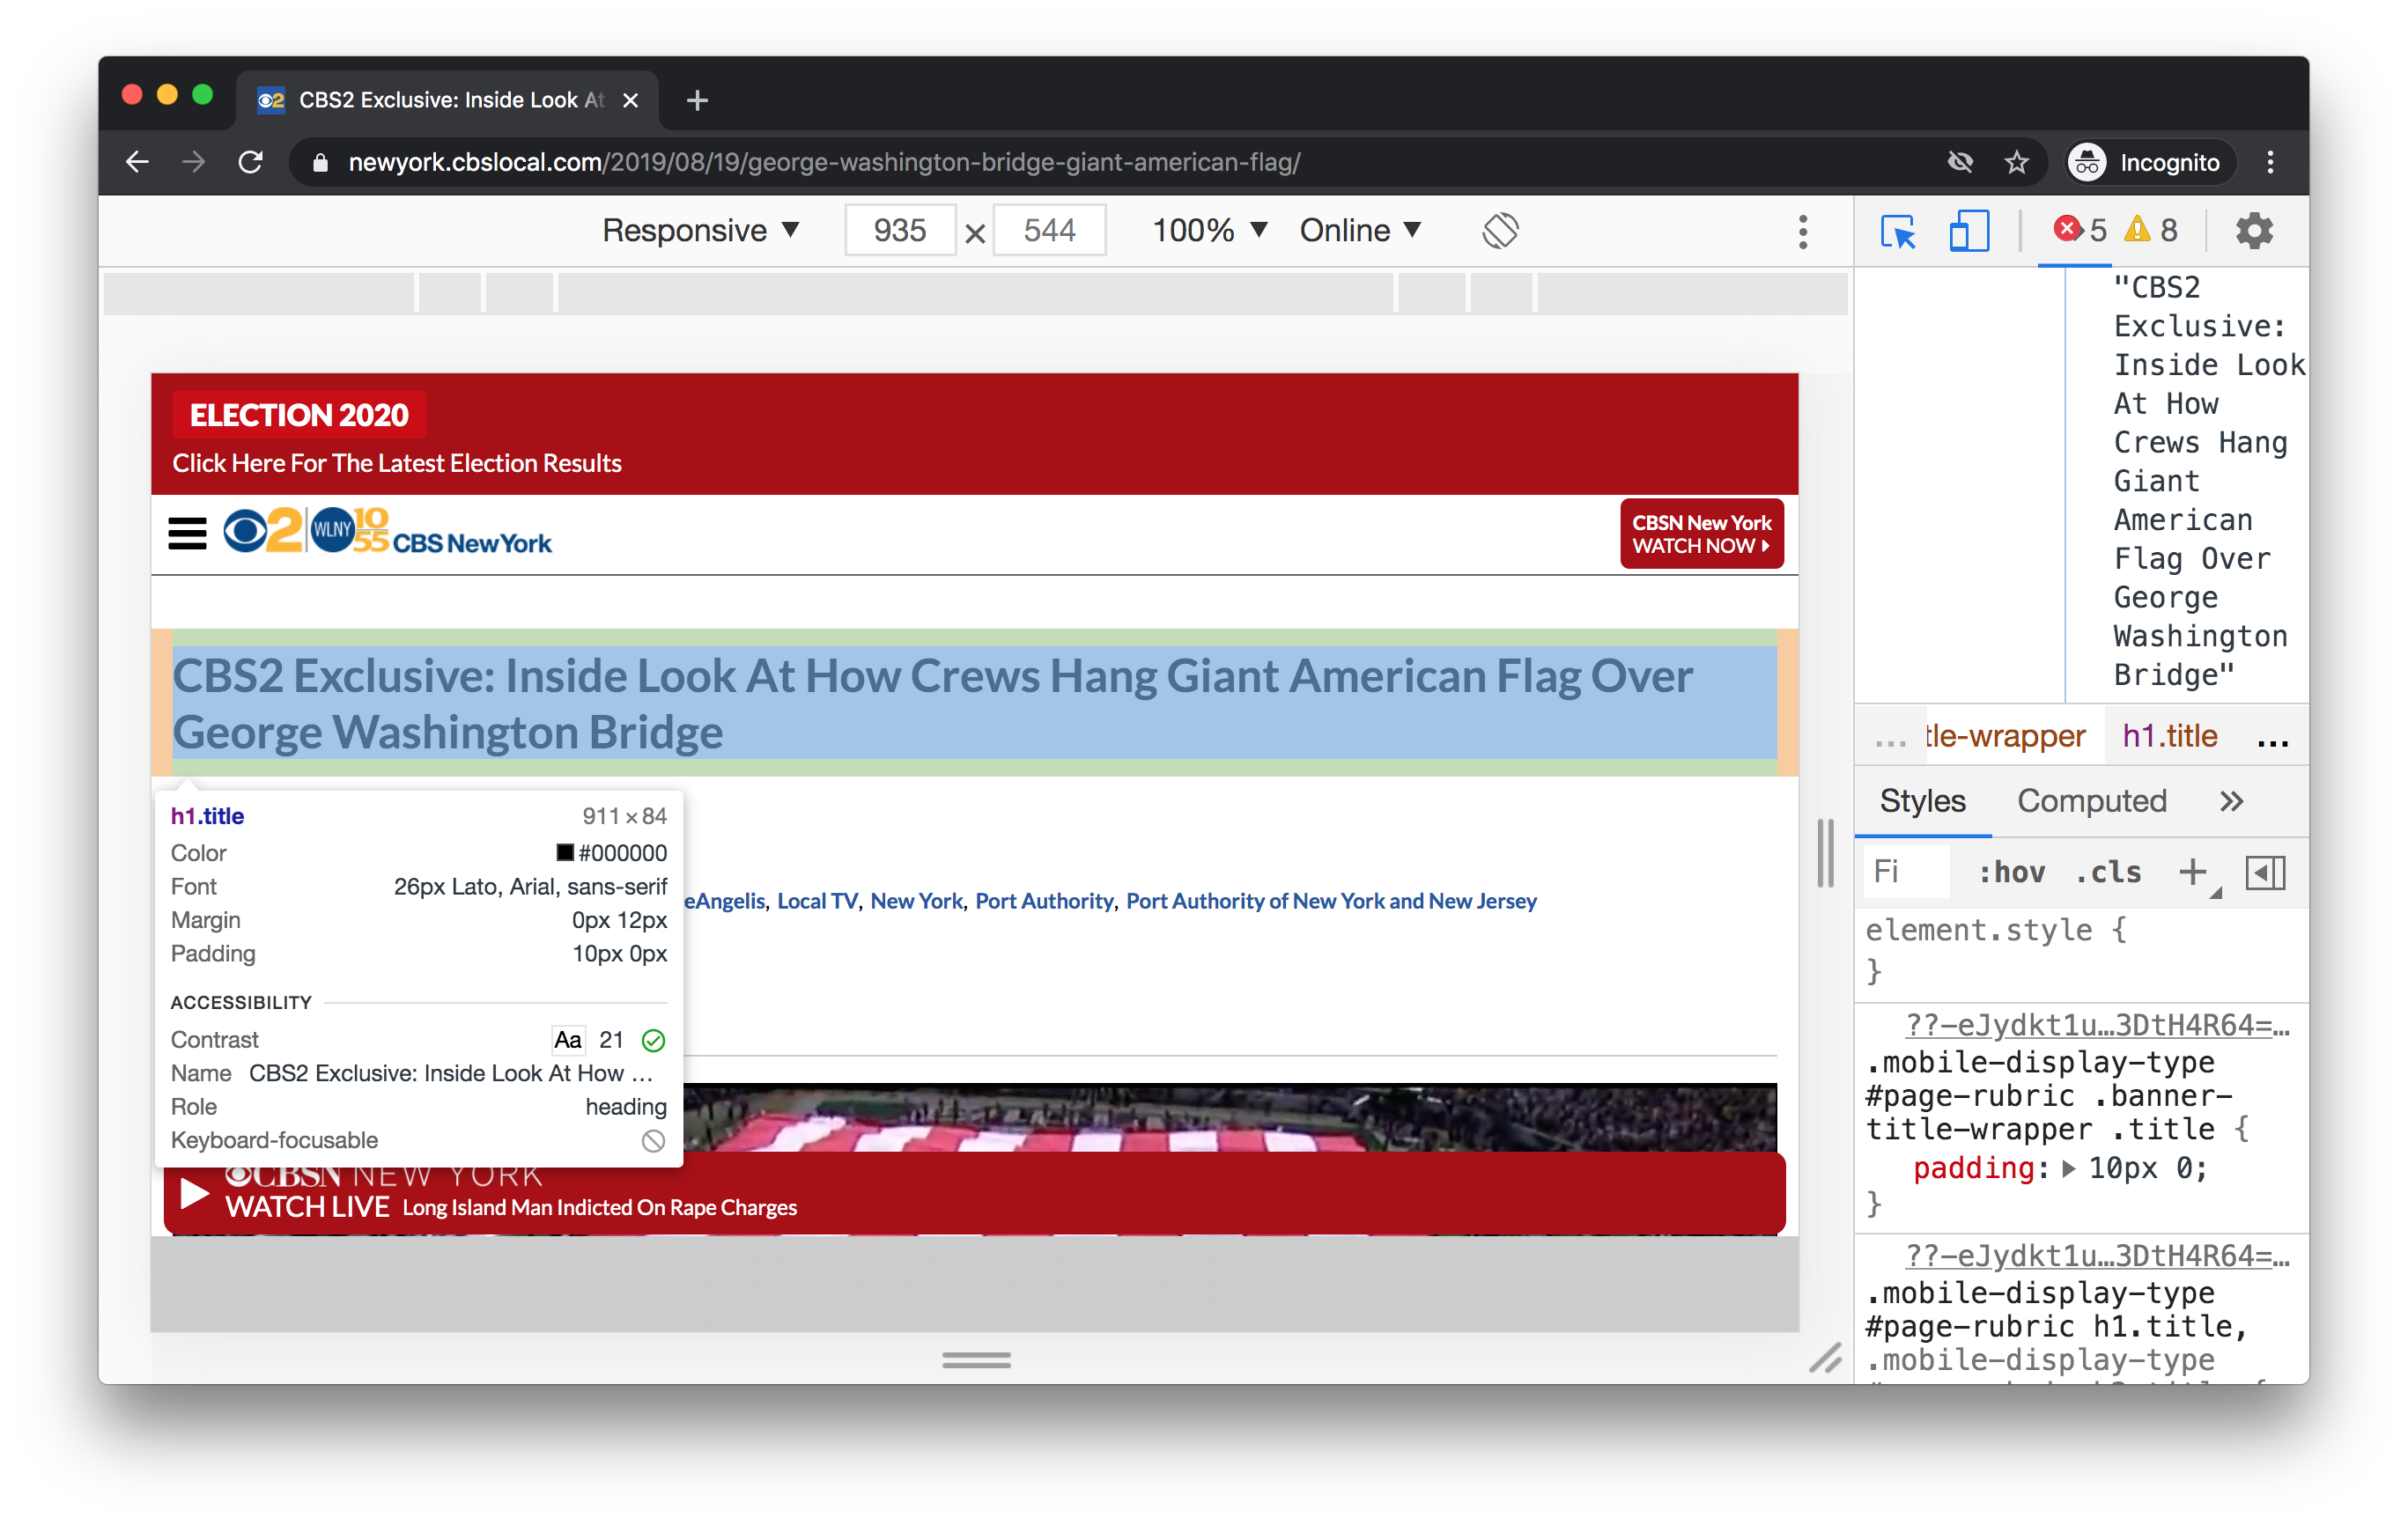 CBS2 Exclusive: Inside Look At
newyork.cbslocal.com/2019/08/19/george-washington-bridge-giant-american-flag/
Incognito
Responsive ▼ 935 × 544 100% ▼ Online ▼
5 8
ELECTION 2020
Click Here For The Latest Election Results
2 WLNY 10 55 CBS New York
CBSN New York
WATCH NOW
CBS2 Exclusive: Inside Look At How Crews Hang Giant American Flag Over
George Washington Bridge
h1.title 911 × 84
Color #000000
Font 26px Lato, Arial, sans-serif
Margin 0px 12px
Padding 10px 0px
ACCESSIBILITY
Contrast Aa 21
Name CBS2 Exclusive: Inside Look At How …
Role heading
Keyboard-focusable
eAngelis, Local TV, New York, Port Authority, Port Authority of New York and New Jersey
CBSN NEW YORK
WATCH LIVE Long Island Man Indicted On Rape Charges
"CBS2
Exclusive:
Inside Look
At How
Crews Hang
Giant
American
Flag Over
George
Washington
Bridge"
... tle-wrapper h1.title ...
Styles Computed »
Fi :hov .cls +
element.style {
}
??-eJydkt1u…3DtH4R64=…
.mobile-display-type
#page-rubric .banner-
title-wrapper .title {
padding: 10px 0;
}
??-eJydkt1u…3DtH4R64=…
.mobile-display-type
#page-rubric h1.title,
.mobile-display-type